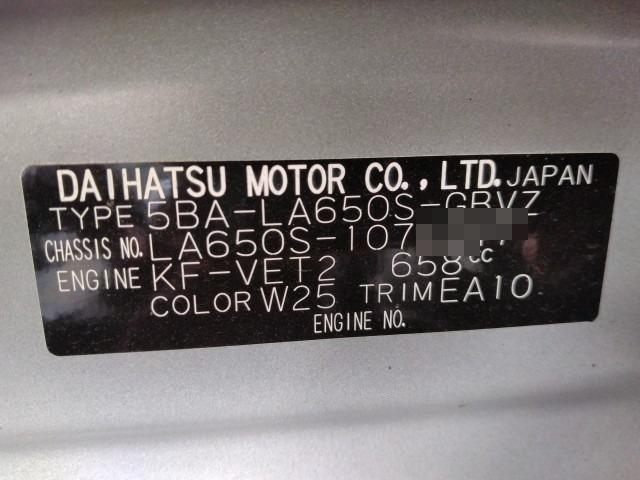 DAIHATSU MOTOR CO., LTD. JAPAN
TYPE 5BA-LA650S-GBVZ
CHASSIS NO. LA650S-107
ENGINE KF-VET2 658cc
COLOR W25 TRIM EA10
ENGINE NO.